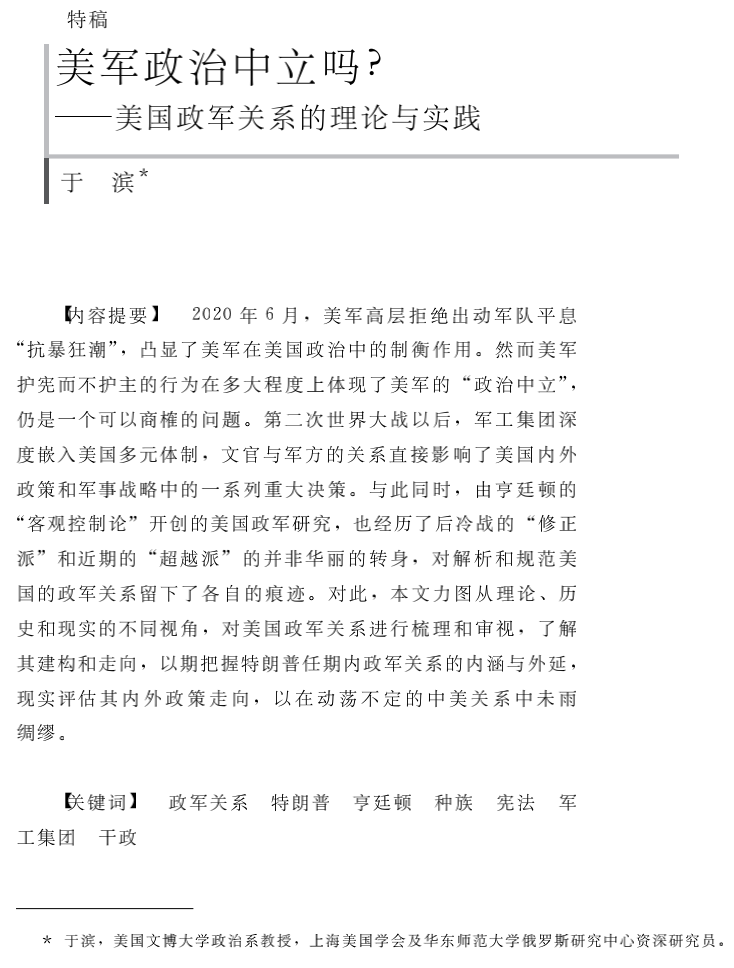 特稿
美军政治中立吗?
——美国政军关系的理论与实践
于 滨*
【内容提要】 2020 年 6 月，美军高层拒绝出动军队平息
“抗暴狂潮”，凸显了美军在美国政治中的制衡作用。然而美军
护宪而不护主的行为在多大程度上体现了美军的“政治中立”，
仍是一个可以商榷的问题。第二次世界大战以后，军工集团深
度嵌入美国多元体制，文官与军方的关系直接影响了美国内外
政策和军事战略中的一系列重大决策。与此同时，由亨廷顿的
“客观控制论”开创的美国政军研究，也经历了后冷战的“修正
派”和近期的“超越派”的并非华丽的转身，对解析和规范美
国的政军关系留下了各自的痕迹。对此，本文力图从理论、历
史和现实的不同视角，对美国政军关系进行梳理和审视，了解
其建构和走向，以期把握特朗普任期内政军关系的内涵与外延，
现实评估其内外政策走向，以在动荡不定的中美关系中未雨
绸缪。
【关键词】 政军关系 特朗普 亨廷顿 种族 宪法 军
工集团 干政
* 于滨，美国文博大学政治系教授，上海美国学会及华东师范大学俄罗斯研究中心资深研究员。